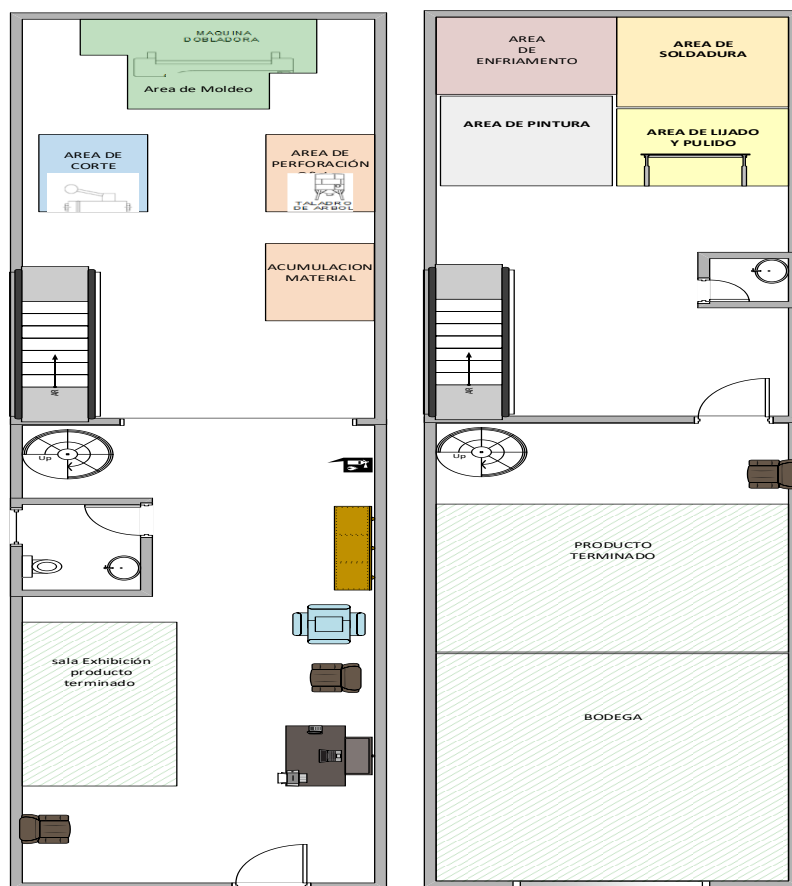 MAQUINA
DOBLADORA
Area de Moldeo
AREA DE
CORTE
AREA DE
PERFORACIÓN
TALADRO
DE ARBOL
ACUMULACION
MATERIAL
Up
sala Exhibición
producto
terminado
AREA
DE
ENFRIAMENTO
AREA DE
SOLDADURA
AREA DE PINTURA
AREA DE LIJADO
Y PULIDO
Up
PRODUCTO
TERMINADO
BODEGA